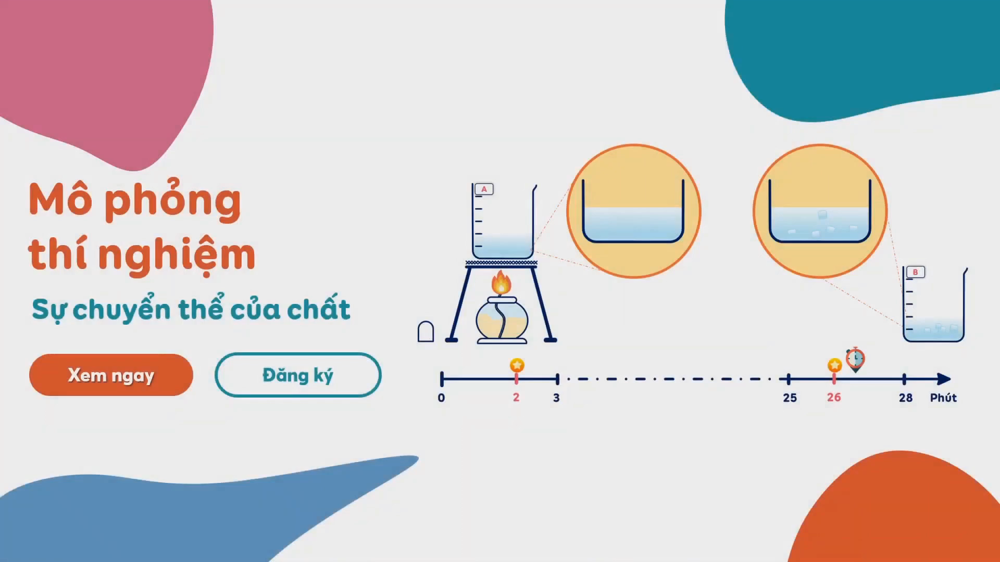 Mô phỏng
thí nghiệm
Sự chuyển thể của chất
Xem ngay
Đăng ký
A
B
0
2
3
25
26
28
Phút